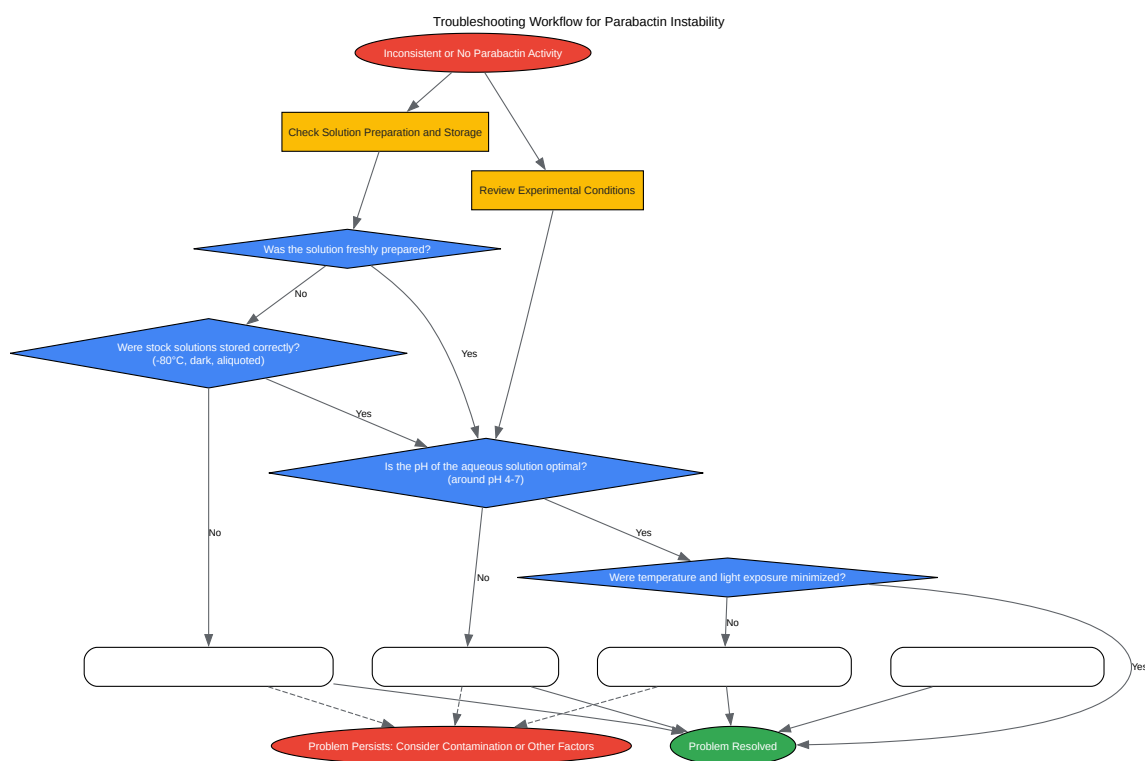 Troubleshooting Workflow for Parabactin Instability
Inconsistent or No Parabactin Activity
Check Solution Preparation and Storage
Review Experimental Conditions
Was the solution freshly prepared?
No
Were stock solutions stored correctly?
(-80°C, dark, aliquoted)
Yes
Yes
Is the pH of the aqueous solution optimal?
(around pH 4-7)
No
Yes
No
Were temperature and light exposure minimized?
No
Yes
Problem Persists: Consider Contamination or Other Factors
Problem Resolved